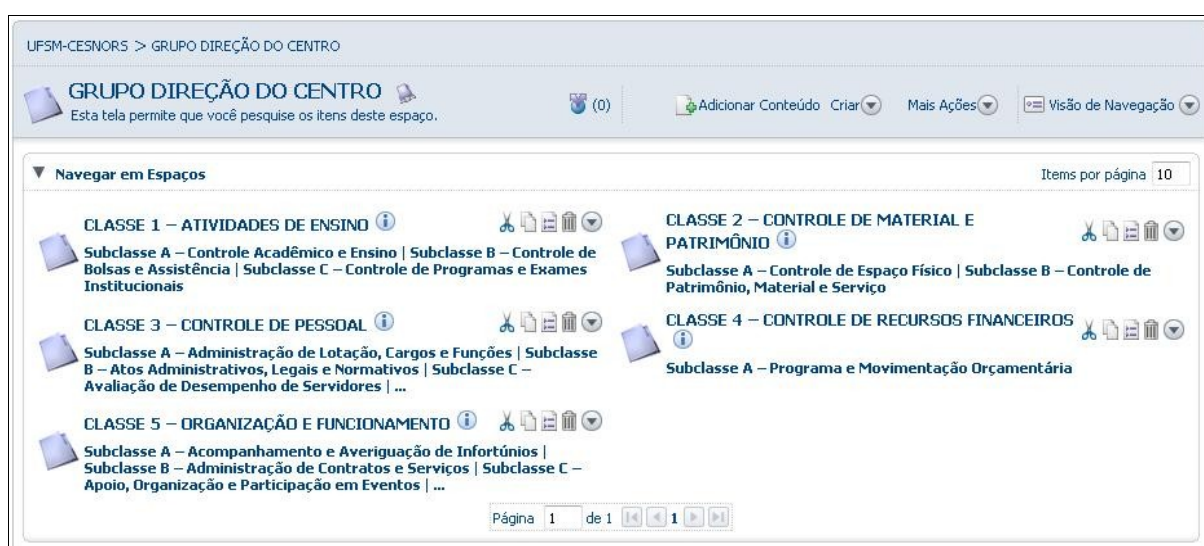 UFSM-CESNORS > GRUPO DIREÇÃO DO CENTRO
GRUPO DIREÇÃO DO CENTRO
Esta tela permite que você pesquise os itens deste espaço.
(0)
Adicionar Conteúdo Criar Mais Ações Visão de Navegação
Navegar em Espaços
Items por página 10
CLASSE 1 – ATIVIDADES DE ENSINO
Subclasse A – Controle Acadêmico e Ensino | Subclasse B – Controle de
Bolsas e Assistência | Subclasse C – Controle de Programas e Exames
Institucionais
CLASSE 2 – CONTROLE DE MATERIAL E
PATRIMÔNIO
Subclasse A – Controle de Espaço Físico | Subclasse B – Controle de
Patrimônio, Material e Serviço
CLASSE 3 – CONTROLE DE PESSOAL
Subclasse A – Administração de Lotação, Cargos e Funções | Subclasse
B – Atos Administrativos, Legais e Normativos | Subclasse C –
Avaliação de Desempenho de Servidores | ...
CLASSE 4 – CONTROLE DE RECURSOS FINANCEIROS
Subclasse A – Programa e Movimentação Orçamentária
CLASSE 5 – ORGANIZAÇÃO E FUNCIONAMENTO
Subclasse A – Acompanhamento e Averiguação de Infortúnios |
Subclasse B – Administração de Contratos e Serviços | Subclasse C –
Apoio, Organização e Participação em Eventos | ...
Página 1 de 1 1